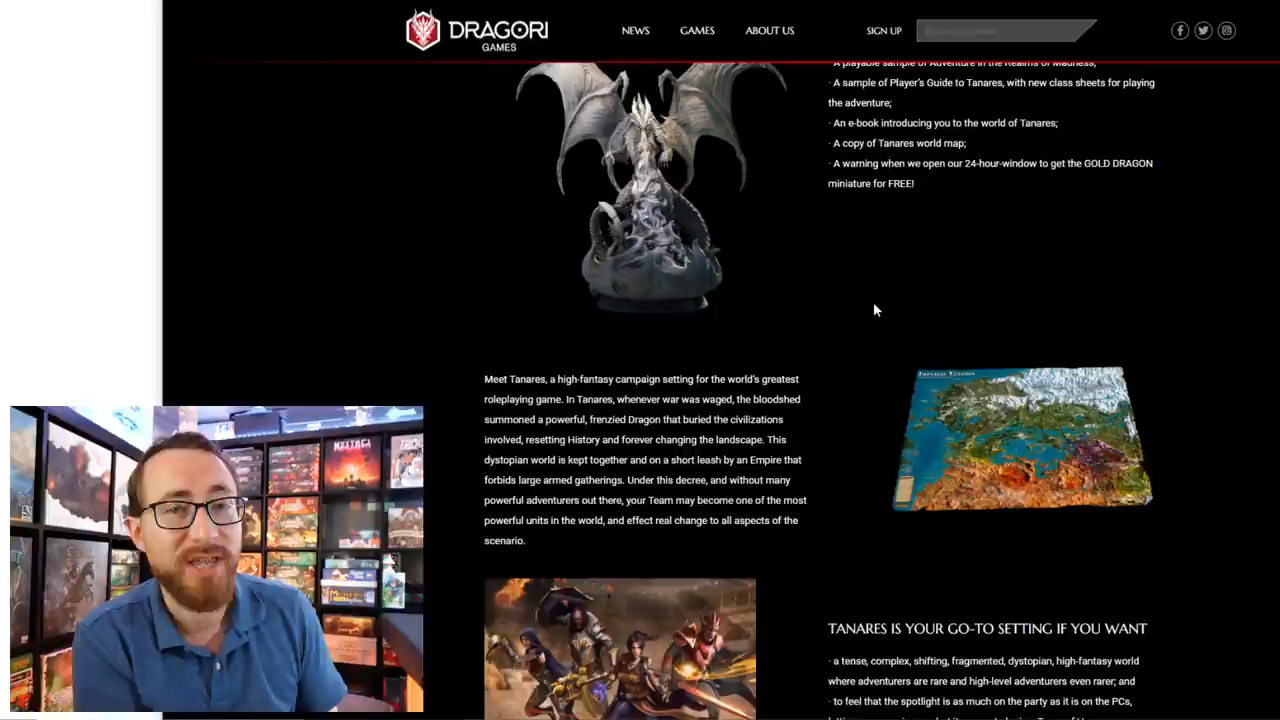 DRAGORI
GAMES
NEWS
GAMES
ABOUT US
SIGN UP
· A playable sample of Adventure in the Realms of Madness;
· A sample of Player's Guide to Tanares, with new class sheets for playing
the adventure;
· An e-book introducing you to the world of Tanares;
· A copy of Tanares world map;
· A warning when we open our 24-hour-window to get the GOLD DRAGON
miniature for FREE!
Meet Tanares, a high-fantasy campaign setting for the world's greatest
roleplaying game. In Tanares, whenever war was waged, the bloodshed
summoned a powerful, frenzied Dragon that buried the civilizations
involved, resetting History and forever changing the landscape. This
dystopian world is kept together and on a short leash by an Empire that
forbids large armed gatherings. Under this decree, and without many
powerful adventurers out there, your Team may become one of the most
powerful units in the world, and effect real change to all aspects of the
scenario.
MYTHICA
TANARES IS YOUR GO-TO SETTING IF YOU WANT
· a tense, complex, shifting, fragmented, dystopian, high-fantasy world
where adventurers are rare and high-level adventurers even rarer; and
· to feel that the spotlight is as much on the party as it is on the PCs,